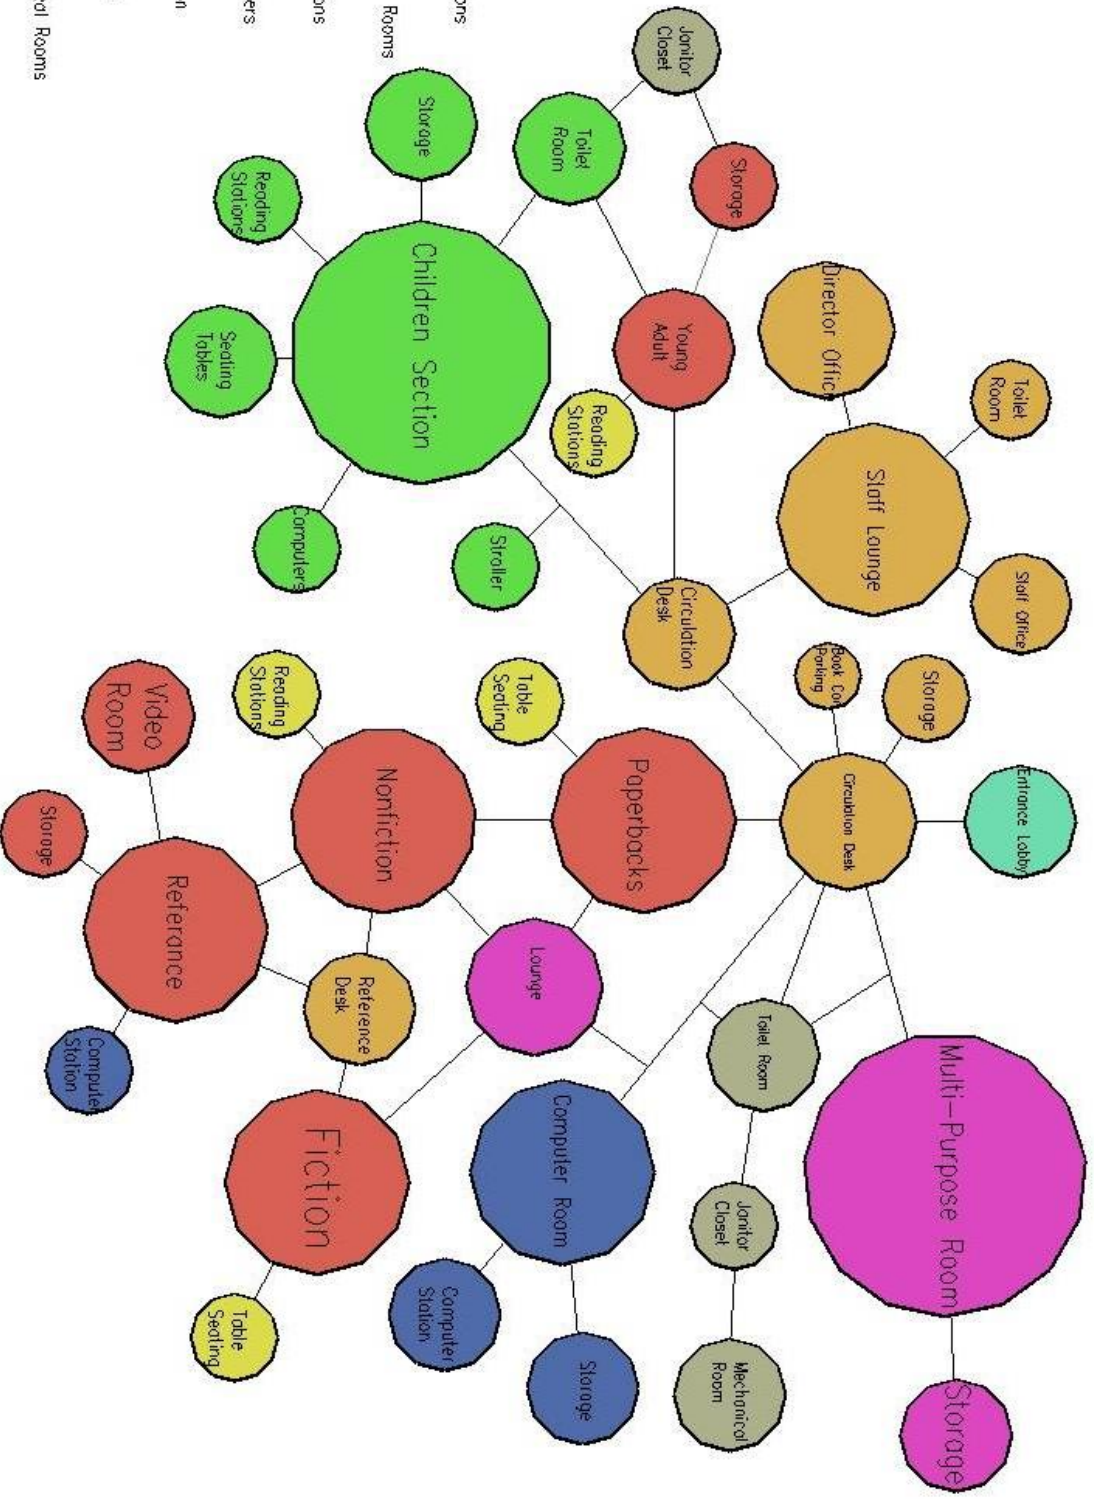 Toilet
Room
Staff Office
Entrance Lobby
Storage
Multi-Purpose Room
Storage
Director Office
Staff Lounge
Book Car
Parking
Circulation Desk
Storage
Toilet Room
Janitor
Closet
Mechanical
Room
Janitor
Closet
Young
Adult
Circulation
Desk
Paperbacks
Toilet
Room
Reading
Stations
Storage
Computer Room
Stroller
Table
Seating
Lounge
Computer
Station
Rooms
Storage
Children Section
Nonfiction
Reference
Desk
Fiction
Reading
Stations
Computers
Reading
Stations
Table
Seating
Seating
Tables
Video
Room
Referance
Storage
Computer
Station
al Rooms